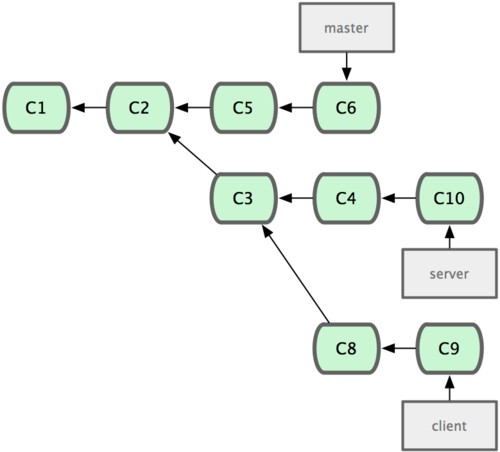 master
C1 C2 C5 C6
C3 C4 C10
server
C8 C9
client